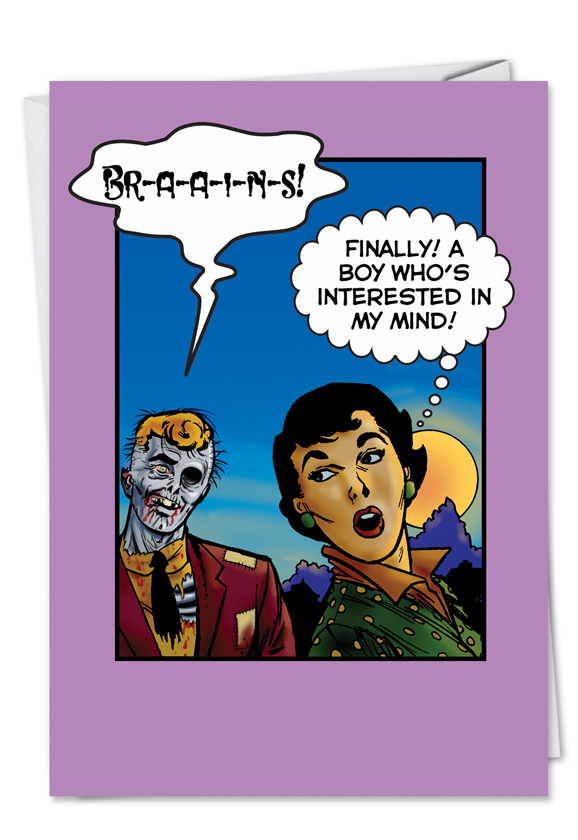 BR-A-A-I-N-S!
FINALLY! A
BOY WHO'S
INTERESTED IN
MY MIND!